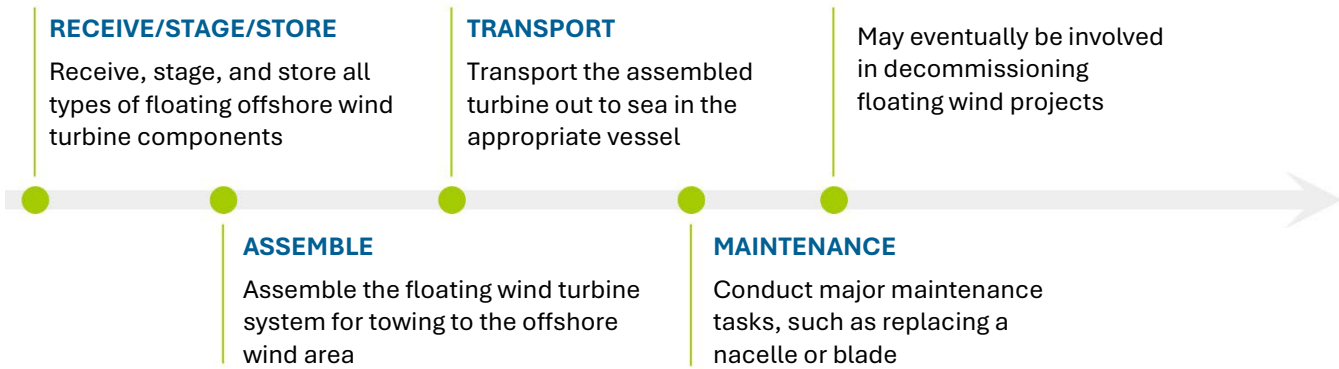 RECEIVE/STAGE/STORE
Receive, stage, and store all
types of floating offshore wind
turbine components
ASSEMBLE
Assemble the floating wind turbine
system for towing to the offshore
wind area
TRANSPORT
Transport the assembled
turbine out to sea in the
appropriate vessel
MAINTENANCE
Conduct major maintenance
tasks, such as replacing a
nacelle or blade
May eventually be involved
in decommissioning
floating wind projects